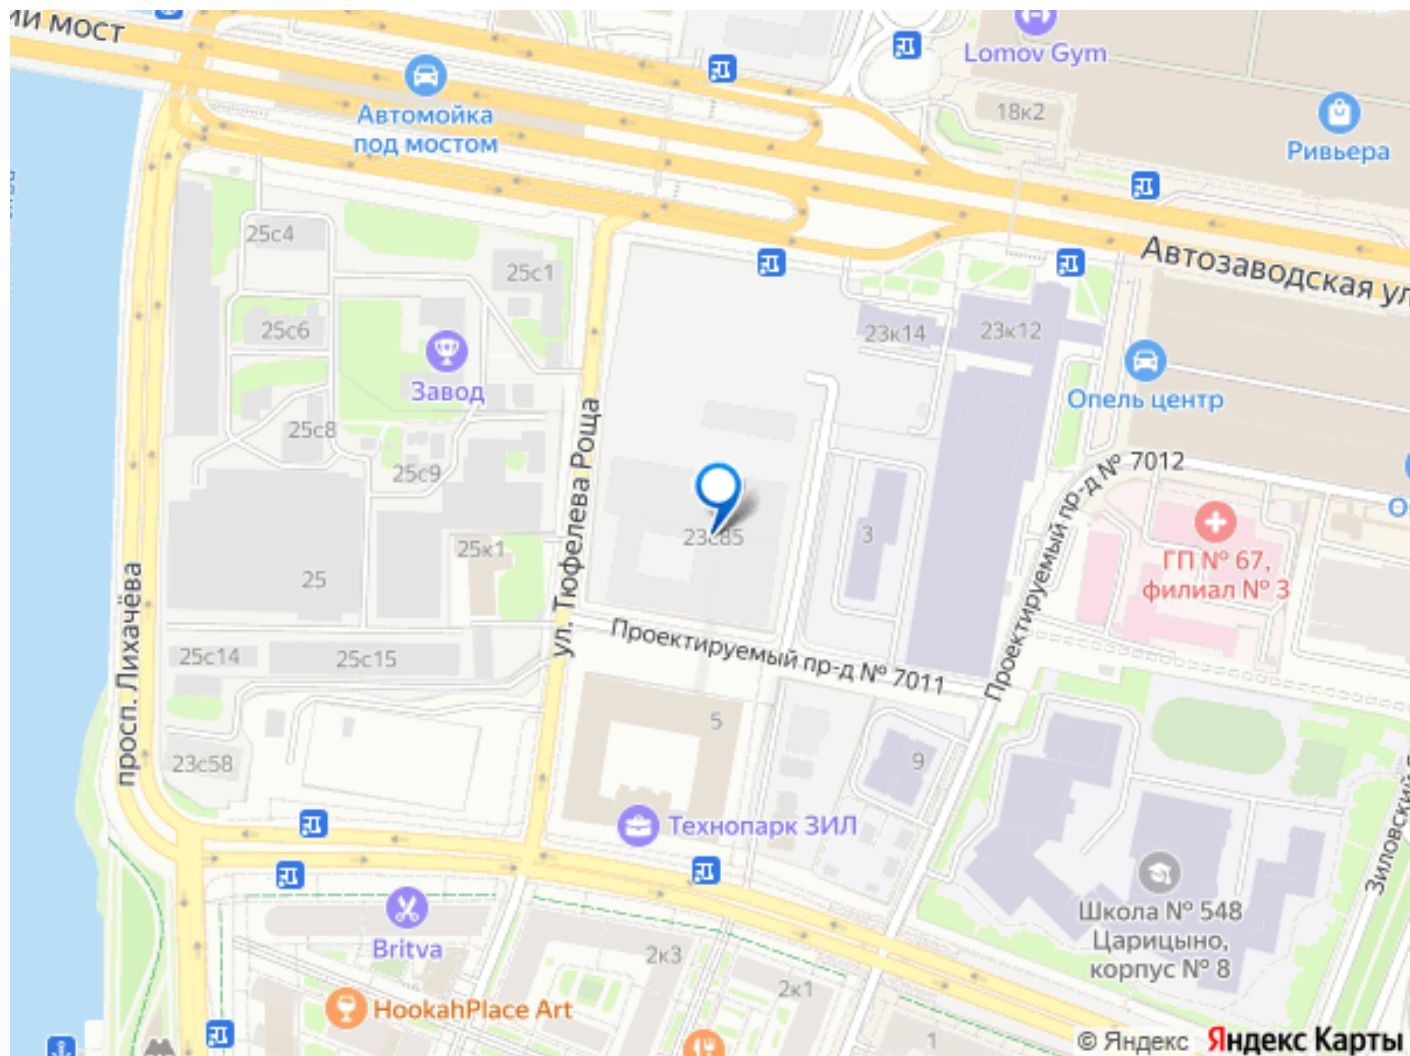 ий мост
Lomov Gym
Автомойка
под мостом
18к2
Ривьера
25с4
25с1
Автозаводская ул
25с6
23к14
23к12
Завод
Опель центр
25с8
25с9
ул. Тюфелева Роща
Проектируемый пр-д № 7012
23с85
3
25к1
25
ГП № 67,
филиал № 3
просп. Лихачёва
Проектируемый пр-д № 7011
25с14
25с15
5
23с58
9
Технопарк ЗИЛ
Зиловский
Школа № 548
Царицыно,
корпус № 8
Britva
2к3
2к1
HookahPlace Art
1
© Яндекс Яндекс Карты